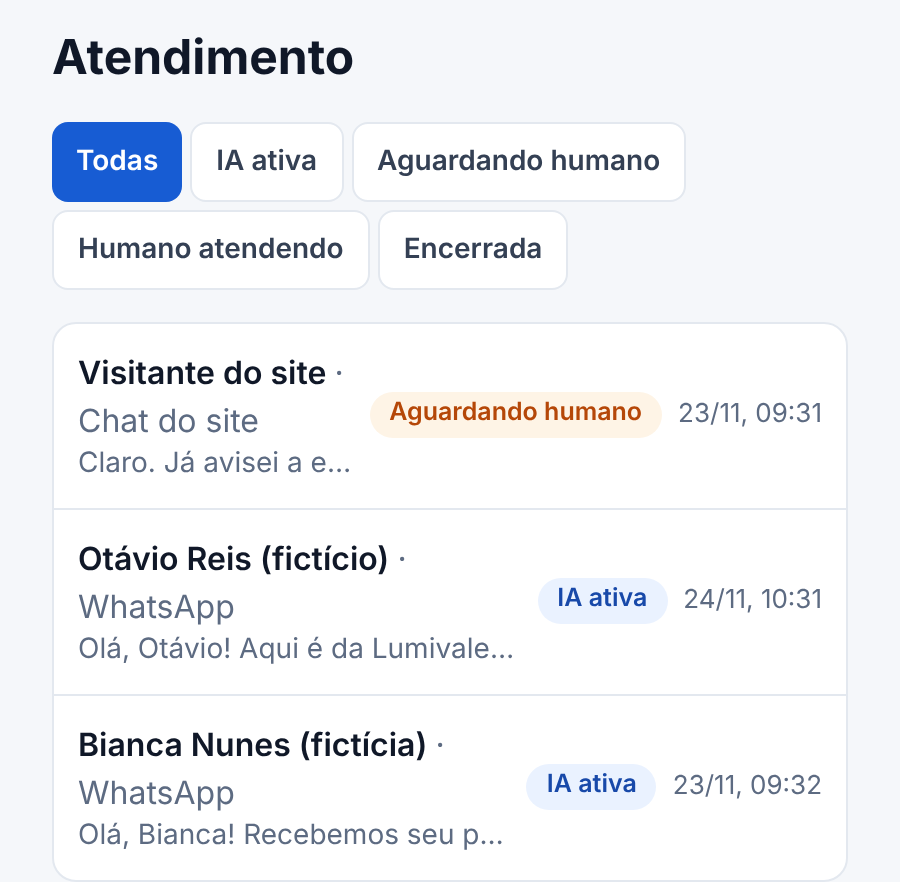 Atendimento
Todas
IA ativa
Aguardando humano
Humano atendendo
Encerrada
Visitante do site ·
Chat do site
Claro. Já avisei a e...
Aguardando humano
23/11, 09:31
Otávio Reis (fictício) ·
WhatsApp
Olá, Otávio! Aqui é da Lumivale...
IA ativa
24/11, 10:31
Bianca Nunes (fictícia) ·
WhatsApp
Olá, Bianca! Recebemos seu p...
IA ativa
23/11, 09:32